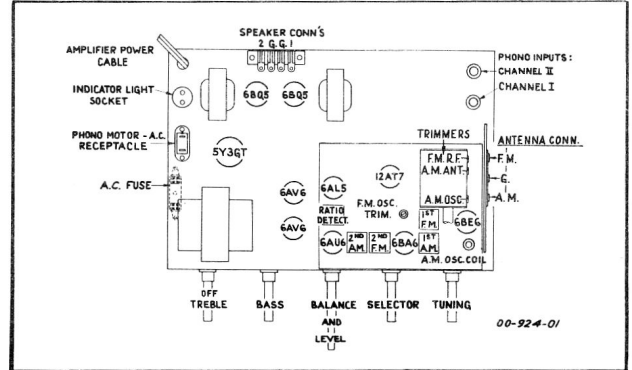 SPEAKER CONN'S
2 G.G. 1
AMPLIFIER POWER
CABLE
INDICATOR LIGHT
SOCKET
PHONO MOTOR - A.C.
RECEPTACLE
A.C. FUSE
6BQ5
6BQ5
PHONO INPUTS:
CHANNEL II
CHANNEL I
5Y3GT
TRIMMERS
F.M.R.F.
A.M.ANT.
A.M.OSC.
ANTENNA CONN.
F.M.
G.
A.M.
6AV6
6AV6
6AL5
12AT7
RATIO
DETECT.
F.M. OSC.
TRIM.
1ST
F.M.
6BE6
6AU6
2ND
A.M.
2ND
F.M.
6BA6
1ST
A.M.
A.M. OSC. COIL
OFF
TREBLE
BASS
BALANCE
AND
LEVEL
SELECTOR
TUNING
00-924-01